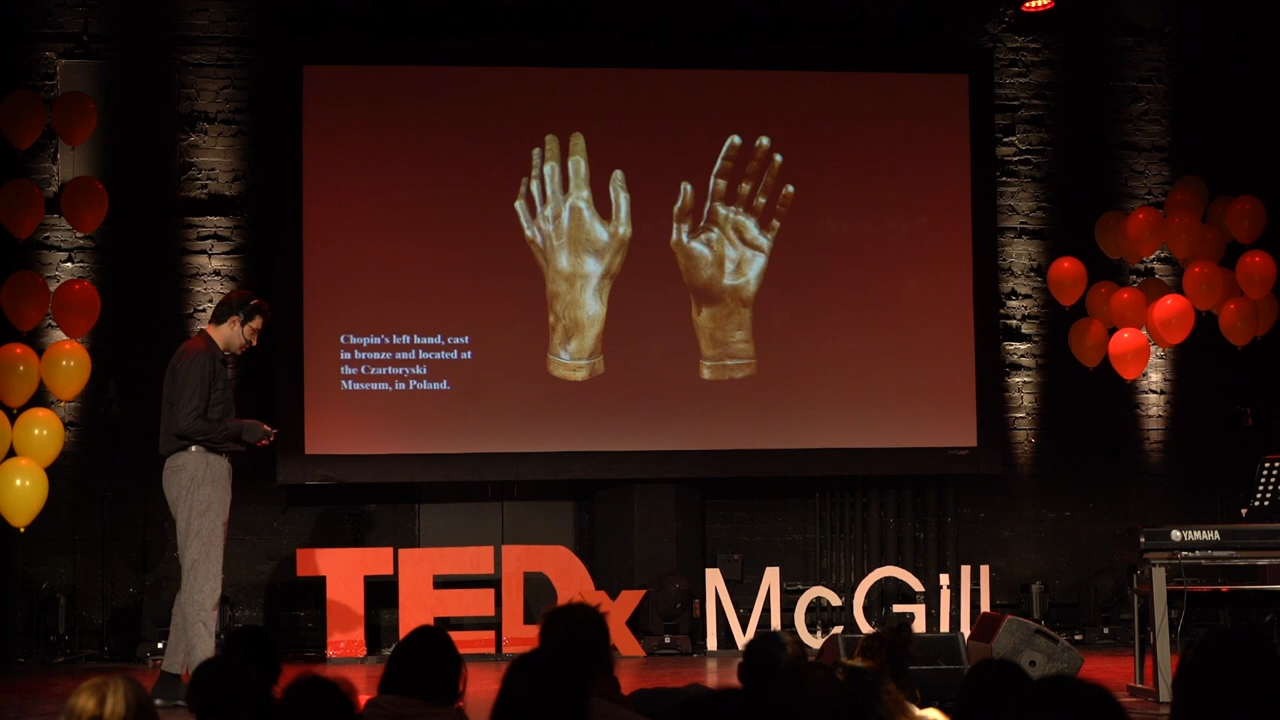 Chopin's left hand, cast
in bronze and located at
the Czartoryski
Museum, in Poland.
TEDx McGill
YAMAHA